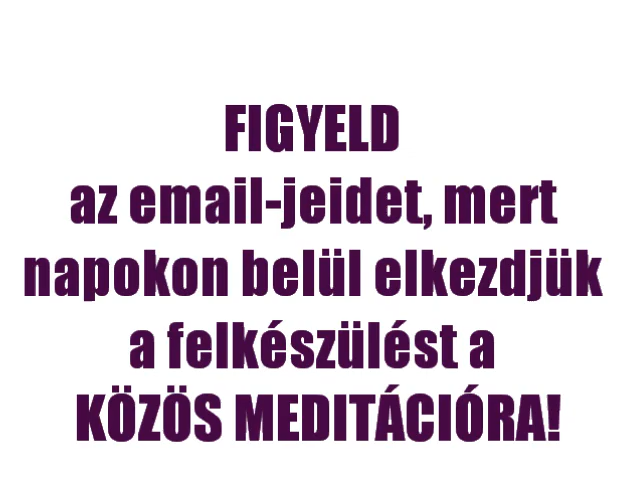 FIGYELD
az email-jeidet, mert
napokon belül elkezdjük
a felkészülést a
KÖZÖS MEDITÁCIÓRA!